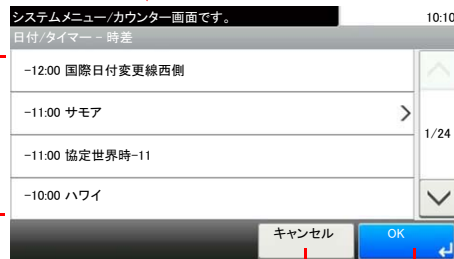 システムメニュー/カウンター画面です。 10:10
日付/タイマー - 時差
-12:00 国際日付変更線西側
-11:00 サモア
1/24
-11:00 協定世界時-11
-10:00 ハワイ
キャンセル OK